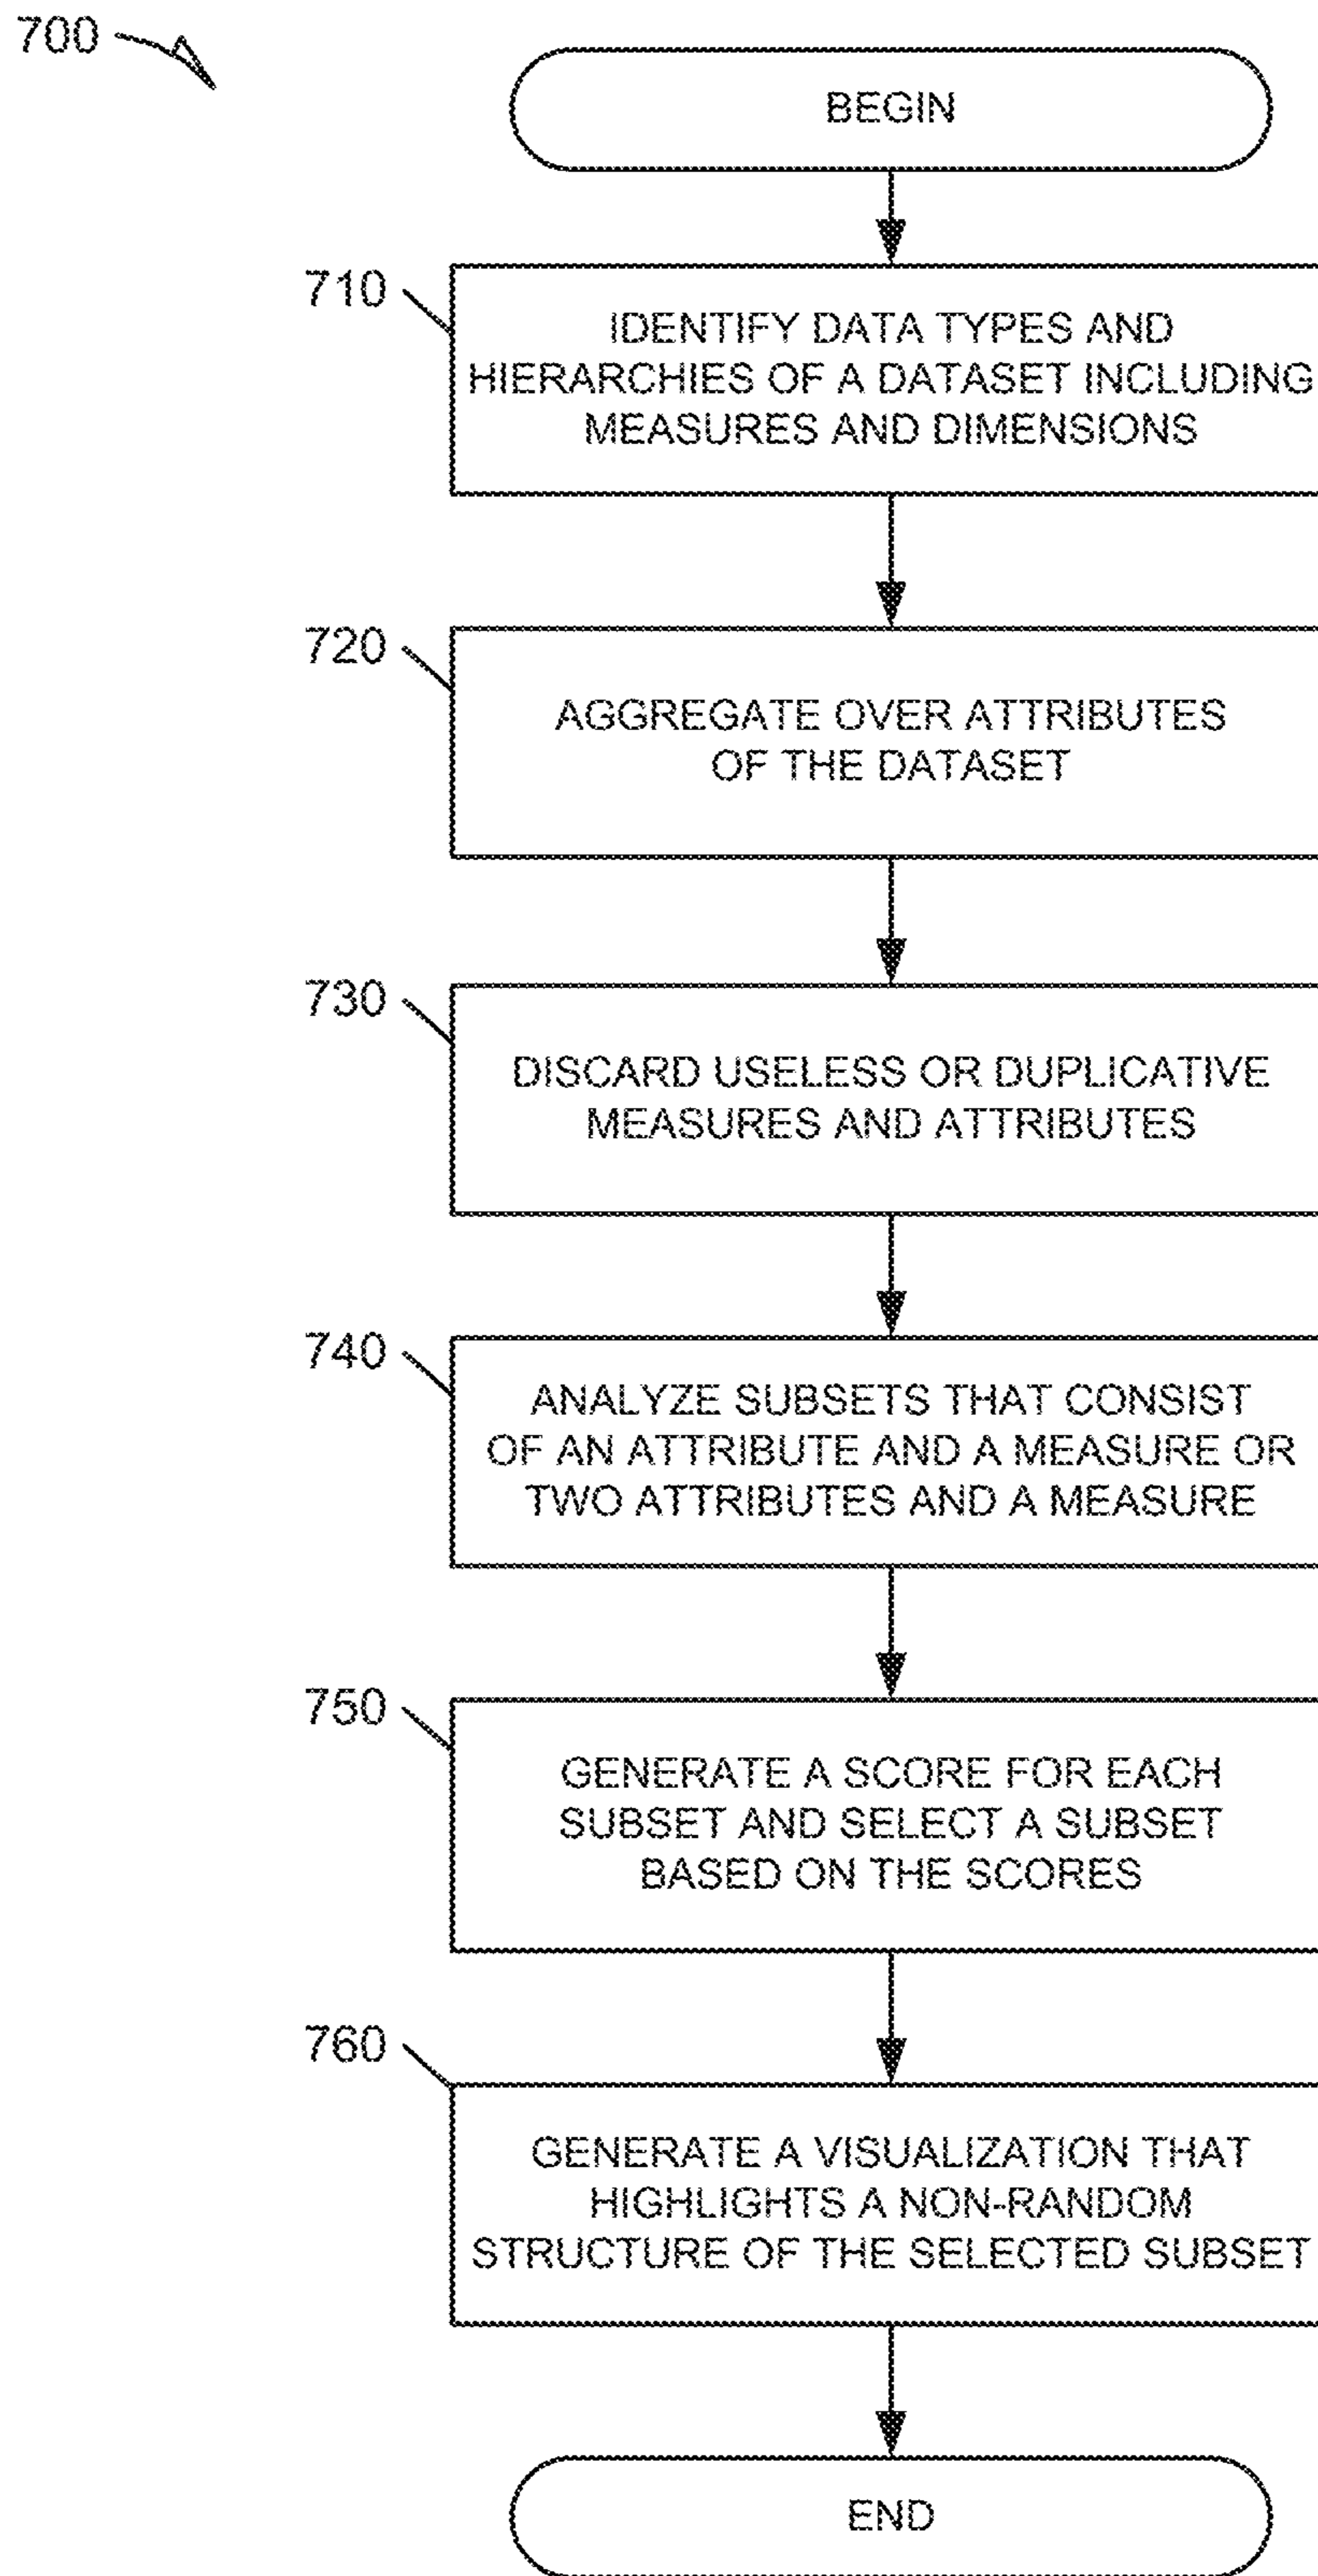 700
BEGIN
710
IDENTIFY DATA TYPES AND
HIERARCHIES OF A DATASET INCLUDING
MEASURES AND DIMENSIONS
720
AGGREGATE OVER ATTRIBUTES
OF THE DATASET
730
DISCARD USELESS OR DUPLICATIVE
MEASURES AND ATTRIBUTES
740
ANALYZE SUBSETS THAT CONSIST
OF AN ATTRIBUTE AND A MEASURE OR
TWO ATTRIBUTES AND A MEASURE
750
GENERATE A SCORE FOR EACH
SUBSET AND SELECT A SUBSET
BASED ON THE SCORES
760
GENERATE A VISUALIZATION THAT
HIGHLIGHTS A NON-RANDOM
STRUCTURE OF THE SELECTED SUBSET
END